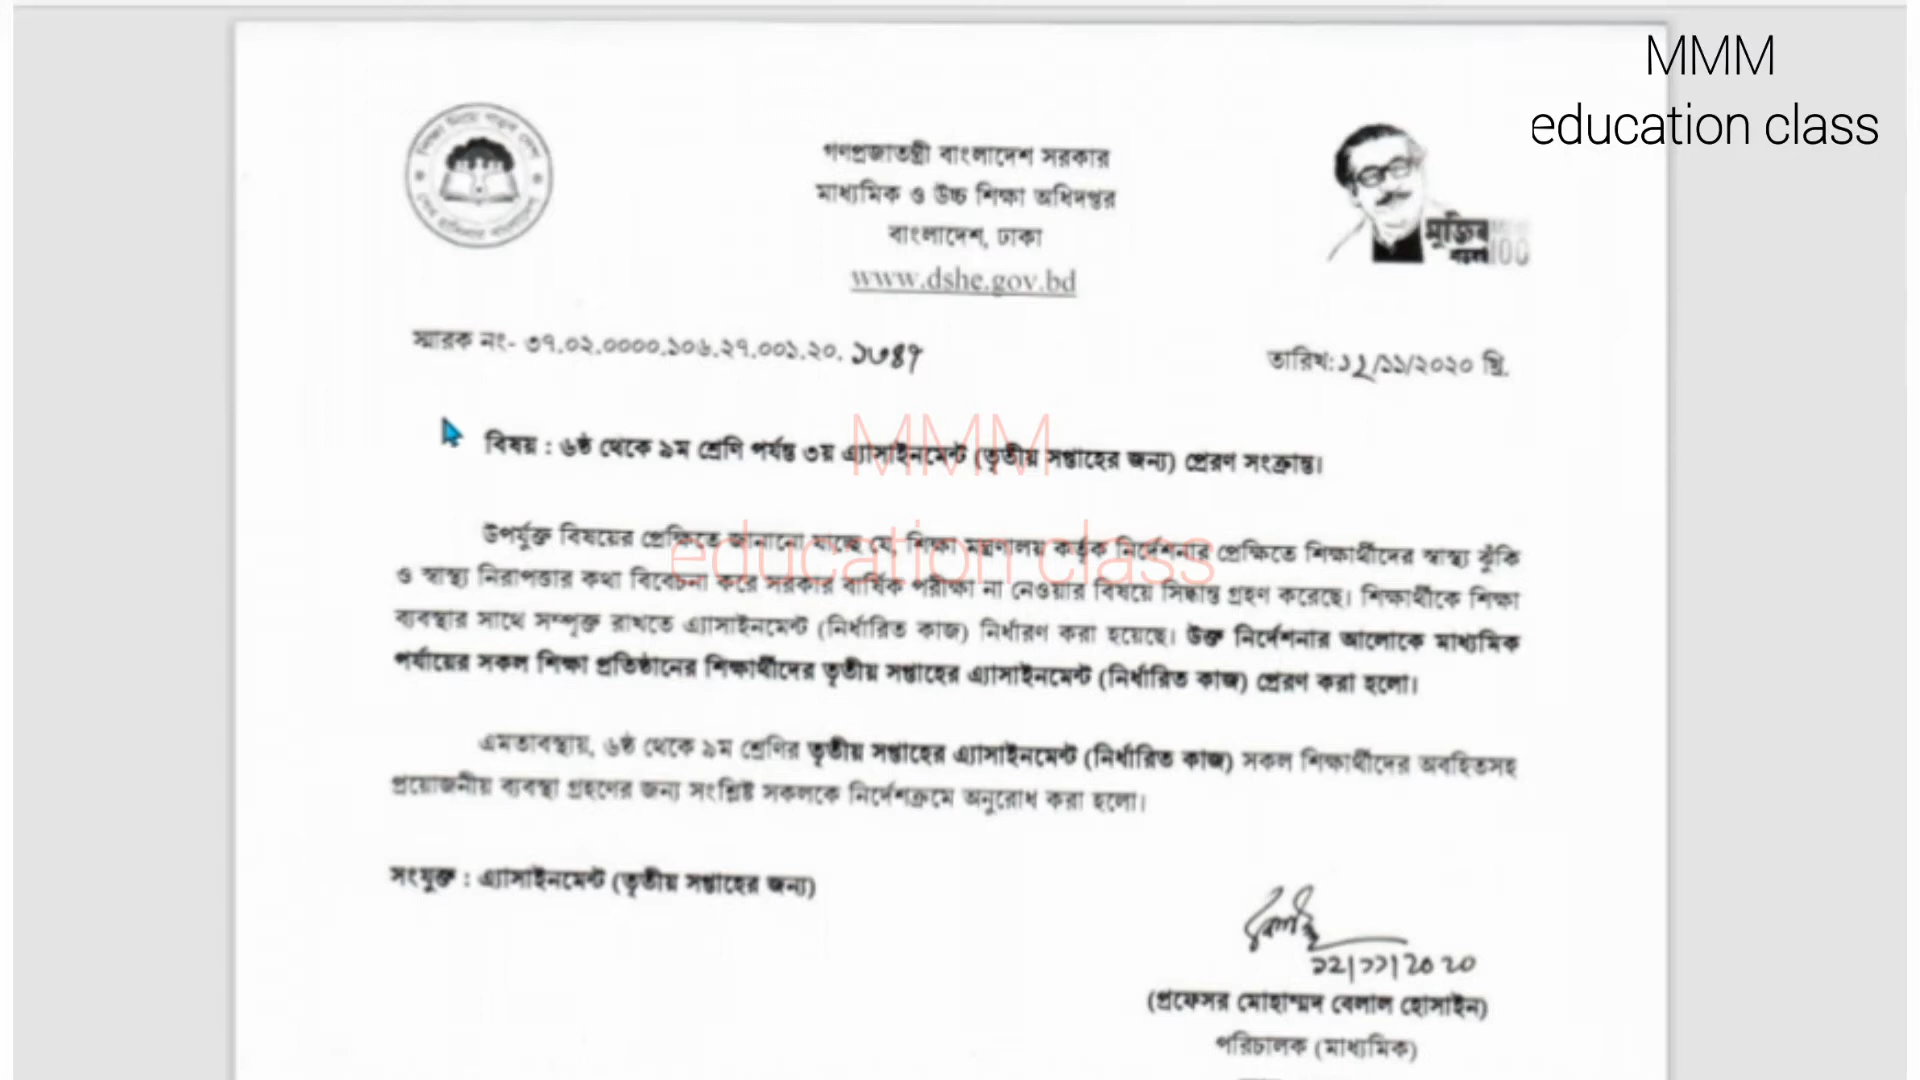 MMM
education class
গণপ্রজাতন্ত্রী বাংলাদেশ সরকার
মাধ্যমিক ও উচ্চ শিক্ষা অধিদপ্তর
বাংলাদেশ, ঢাকা
www.dshe.gov.bd
মুজিব
100
স্মারক নং- ৩৭.০২.০০০০.১০৬.২৭.০০১.২০. ১৩৪৭
তারিখ:১২/১১/২০২০ খ্রি.
বিষয় : ৬ষ্ঠ থেকে ৯ম শ্রেণি পর্যন্ত ৩য় এ্যাসাইনমেন্ট (তৃতীয় সপ্তাহের জন্য) প্রেরণ সংক্রান্ত।
MMM
education class
উপর্যুক্ত বিষয়ের প্রেক্ষিতে জানানো যাচ্ছে যে, শিক্ষা মন্ত্রণালয় কর্তৃক নির্দেশনার প্রেক্ষিতে শিক্ষার্থীদের স্বাস্থ্য ঝুঁকি
ও স্বাস্থ্য নিরাপত্তার কথা বিবেচনা করে সরকার বার্ষিক পরীক্ষা না নেওয়ার বিষয়ে সিদ্ধান্ত গ্রহণ করেছে। শিক্ষার্থীকে শিক্ষা
ব্যবস্থার সাথে সম্পৃক্ত রাখতে এ্যাসাইনমেন্ট (নির্ধারিত কাজ) নির্ধারণ করা হয়েছে। উক্ত নির্দেশনার আলোকে মাধ্যমিক
পর্যায়ের সকল শিক্ষা প্রতিষ্ঠানের শিক্ষার্থীদের তৃতীয় সপ্তাহের এ্যাসাইনমেন্ট (নির্ধারিত কাজ) প্রেরণ করা হলো।
এমতাবস্থায়, ৬ষ্ঠ থেকে ৯ম শ্রেণির তৃতীয় সপ্তাহের এ্যাসাইনমেন্ট (নির্ধারিত কাজ) সকল শিক্ষার্থীদের অবহিতসহ
প্রয়োজনীয় ব্যবস্থা গ্রহণের জন্য সংশ্লিষ্ট সকলকে নির্দেশক্রমে অনুরোধ করা হলো।
সংযুক্ত : এ্যাসাইনমেন্ট (তৃতীয় সপ্তাহের জন্য)
১২|১১|২০২০
(প্রফেসর মোহাম্মদ বেলাল হোসাইন)
পরিচালক (মাধ্যমিক)